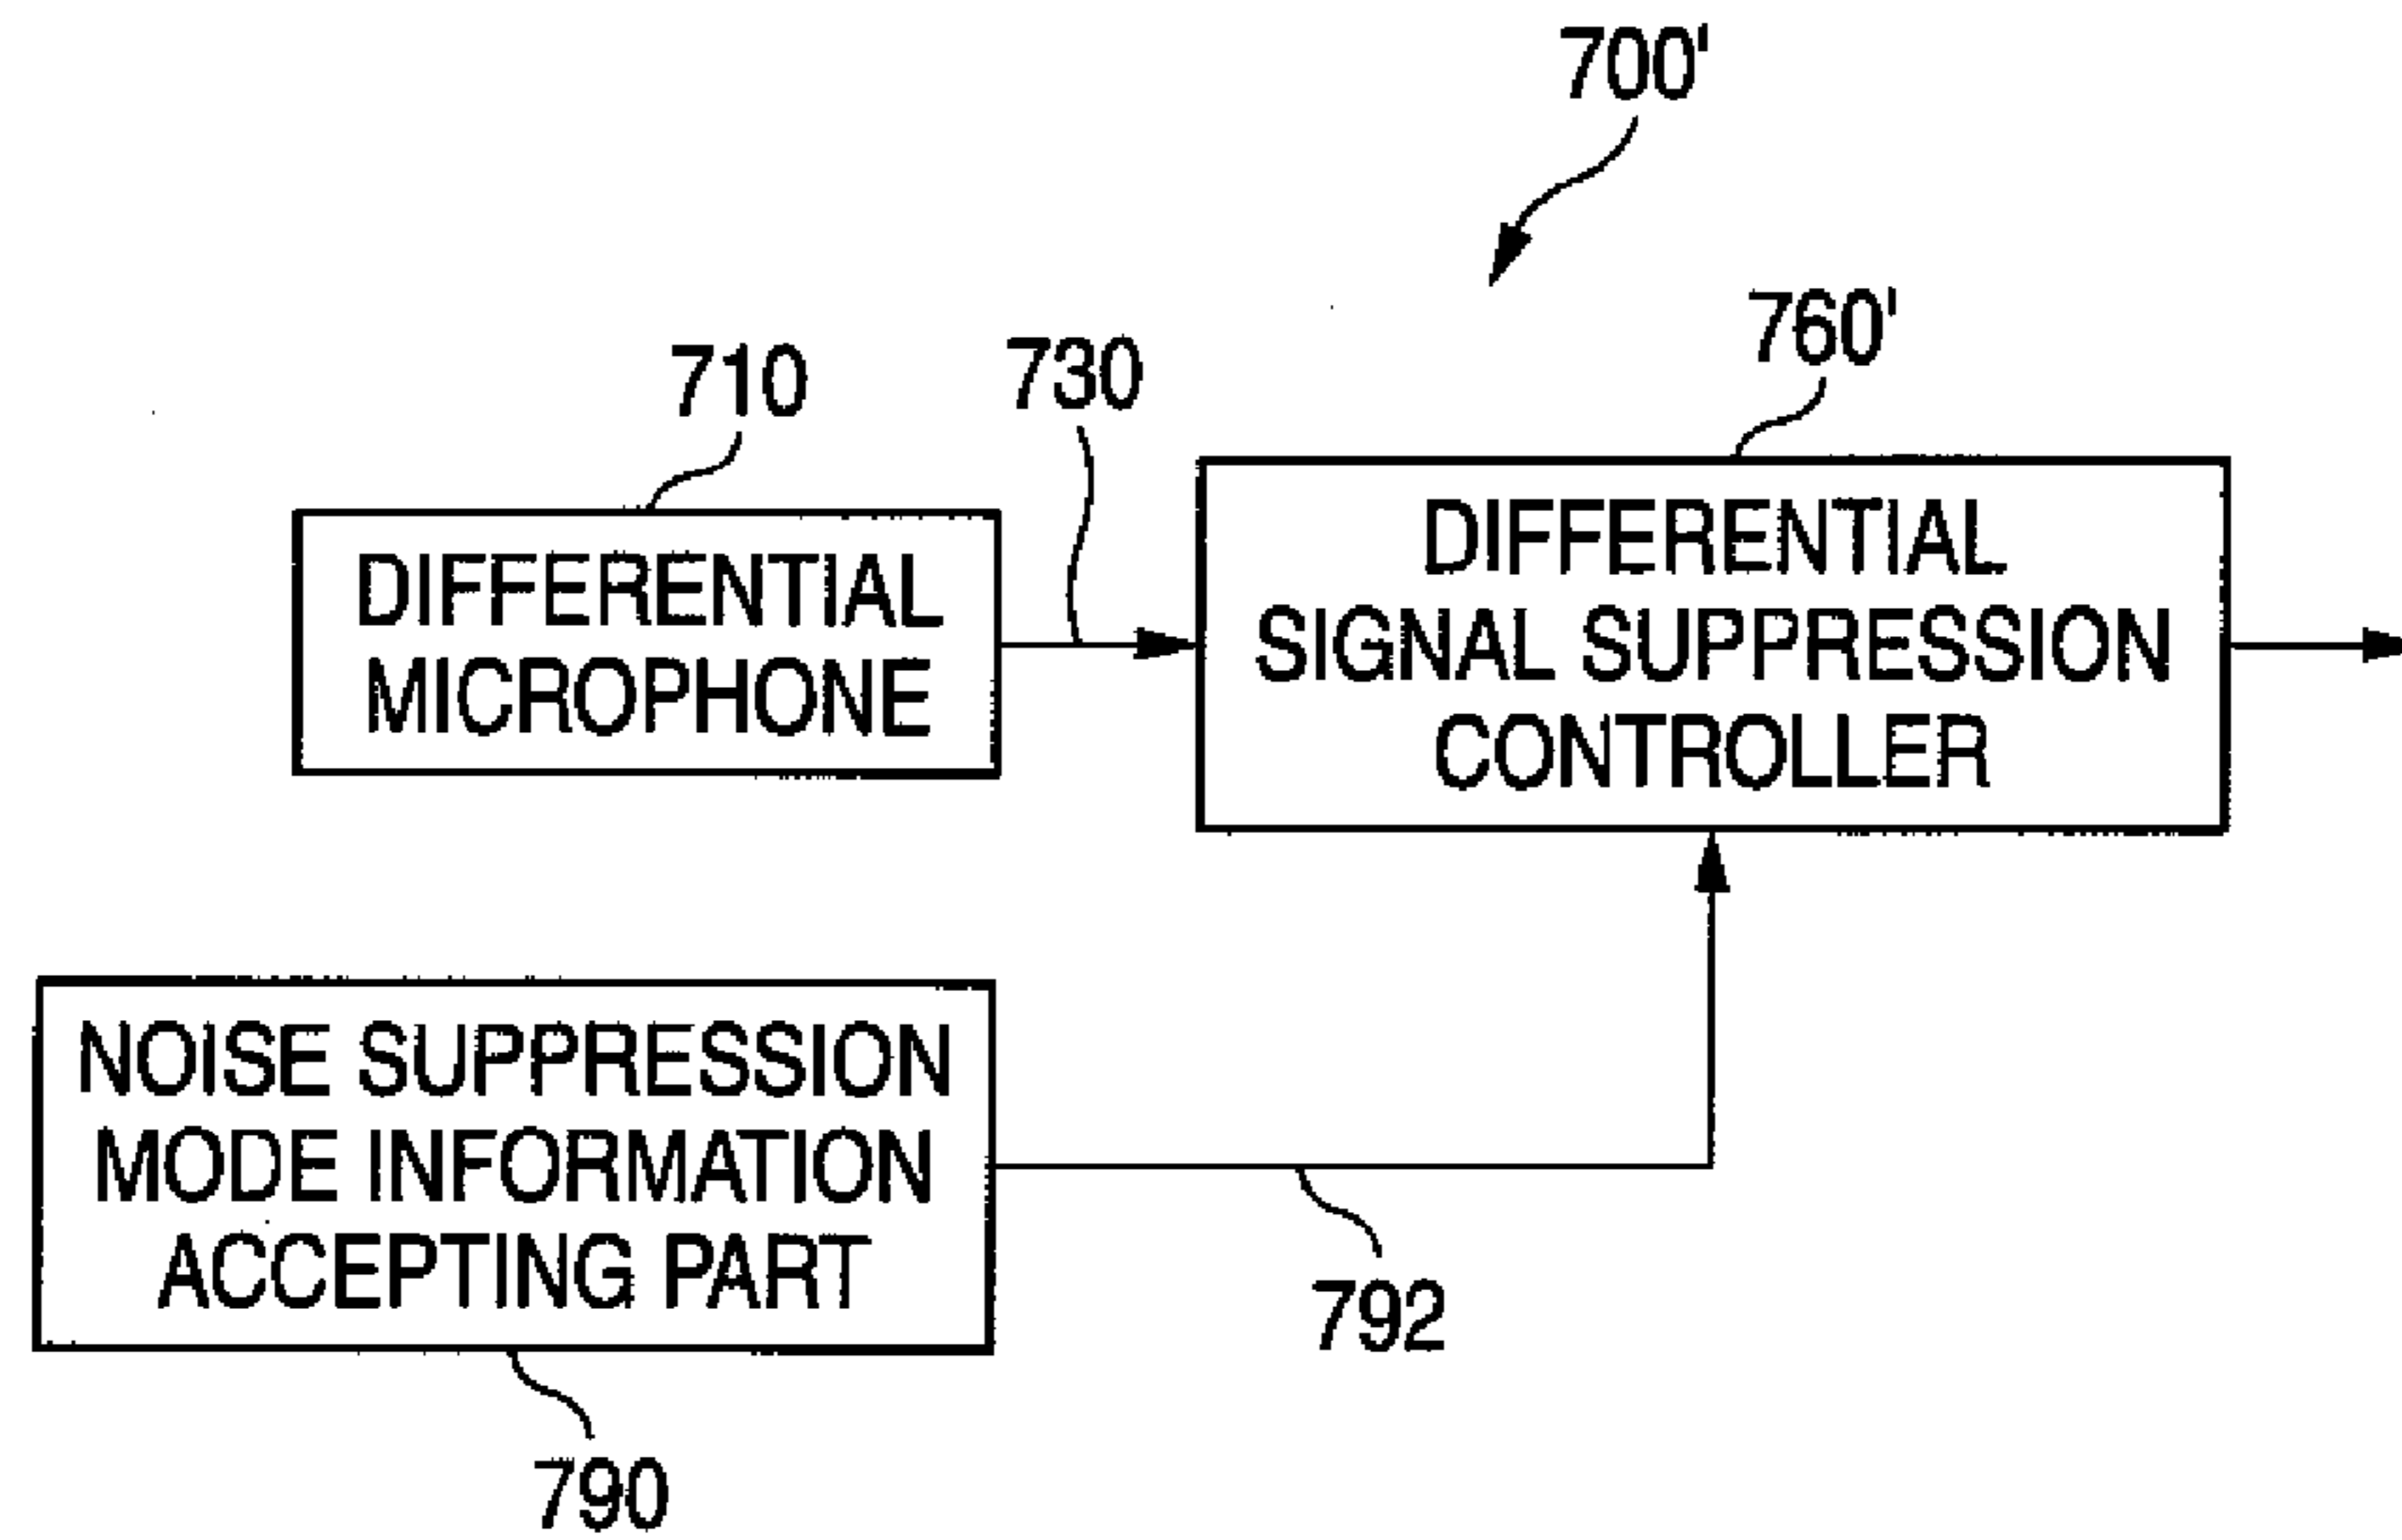 700'
760'
710
730
DIFFERENTIAL
MICROPHONE
DIFFERENTIAL
SIGNAL SUPPRESSION
CONTROLLER
NOISE SUPPRESSION
MODE INFORMATION
ACCEPTING PART
792
790